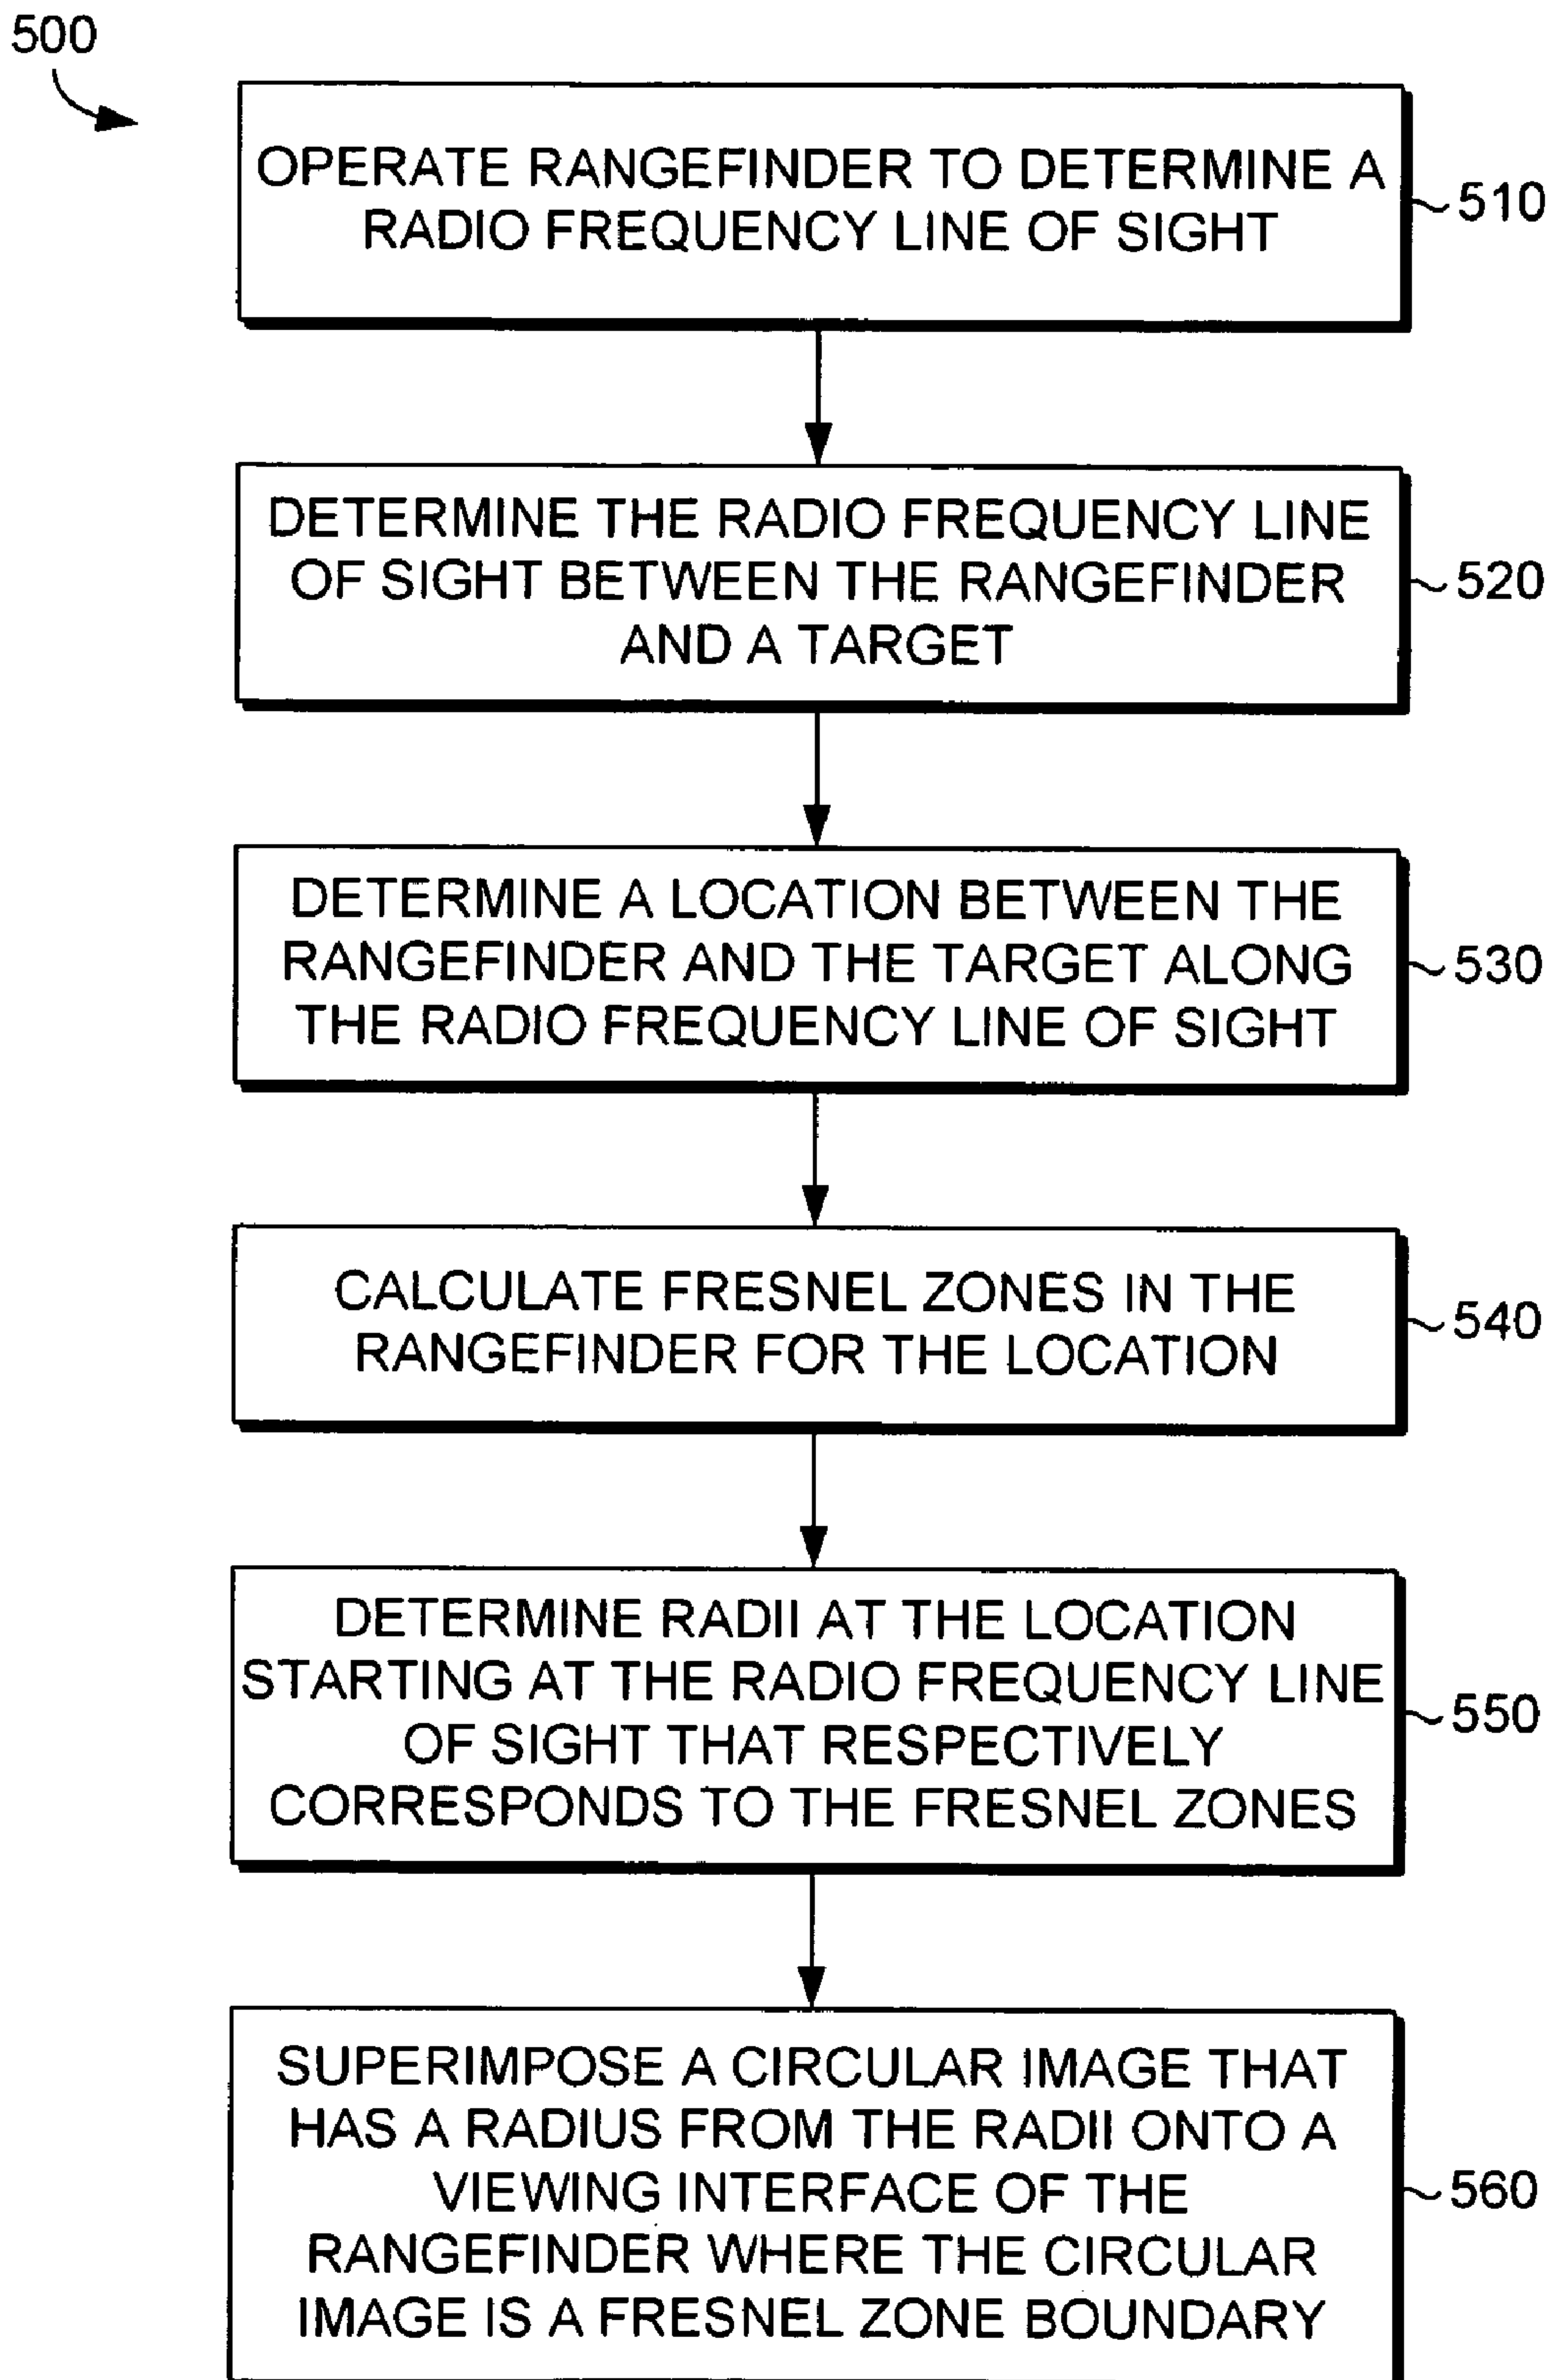 500
OPERATE RANGEFINDER TO DETERMINE A
RADIO FREQUENCY LINE OF SIGHT
510
DETERMINE THE RADIO FREQUENCY LINE
OF SIGHT BETWEEN THE RANGEFINDER
AND A TARGET
520
DETERMINE A LOCATION BETWEEN THE
RANGEFINDER AND THE TARGET ALONG
THE RADIO FREQUENCY LINE OF SIGHT
530
CALCULATE FRESNEL ZONES IN THE
RANGEFINDER FOR THE LOCATION
540
DETERMINE RADII AT THE LOCATION
STARTING AT THE RADIO FREQUENCY LINE
OF SIGHT THAT RESPECTIVELY
CORRESPONDS TO THE FRESNEL ZONES
550
SUPERIMPOSE A CIRCULAR IMAGE THAT
HAS A RADIUS FROM THE RADII ONTO A
VIEWING INTERFACE OF THE
RANGEFINDER WHERE THE CIRCULAR
IMAGE IS A FRESNEL ZONE BOUNDARY
560